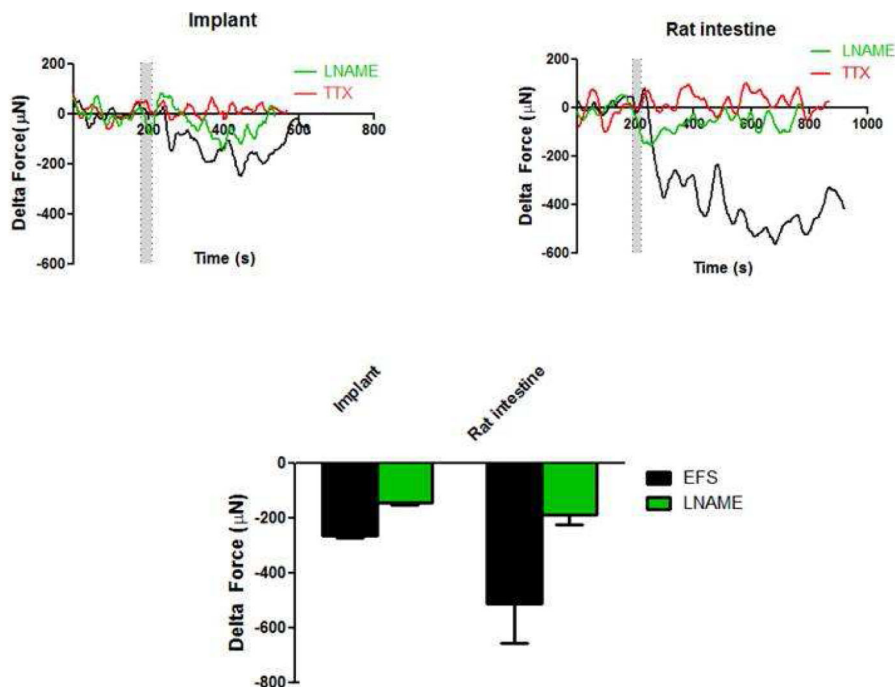 Implant
200
0
-200
-400
-600
200
400
600
800
Delta Force(µN)
Time (s)
LNAME
TTX
Rat intestine
200
0
-200
-400
-600
200
400
600
800
1000
Delta Force (µN)
Time (s)
LNAME
TTX
Implant
Rat intestine
0
-200
-400
-600
-800
Delta Force (µN)
EFS
LNAME